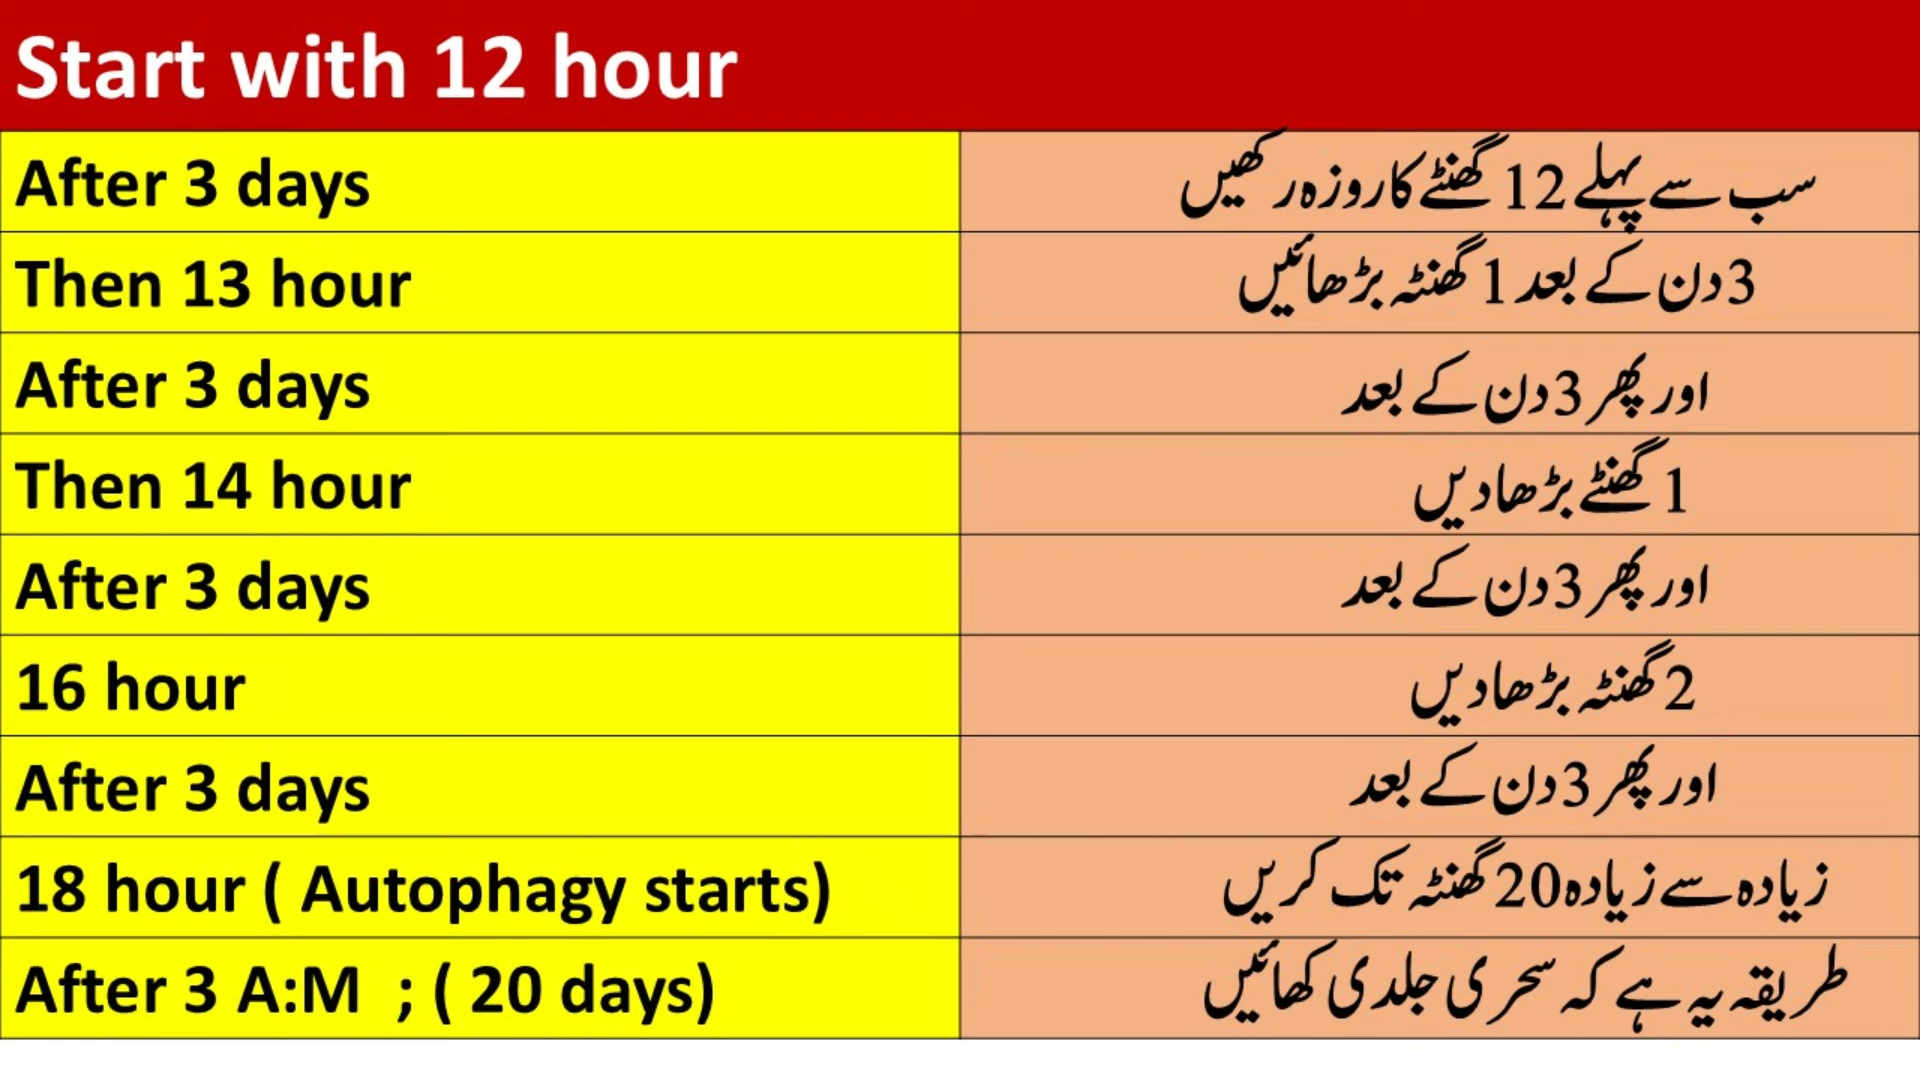 Start with 12 hour
After 3 days
سب سے پہلے 12 گھنٹے کا روزہ رکھیں
Then 13 hour
3 دن کے بعد 1 گھنٹہ بڑھائیں
After 3 days
اور پھر 3 دن کے بعد
Then 14 hour
1 گھنٹے بڑھادیں
After 3 days
اور پھر 3 دن کے بعد
16 hour
2 گھنٹہ بڑھادیں
After 3 days
اور پھر 3 دن کے بعد
18 hour ( Autophagy starts)
زیادہ سے زیادہ 20 گھنٹہ تک کریں
After 3 A:M  ; ( 20 days)
طریقہ یہ ہے کہ سحری جلدی کھائیں